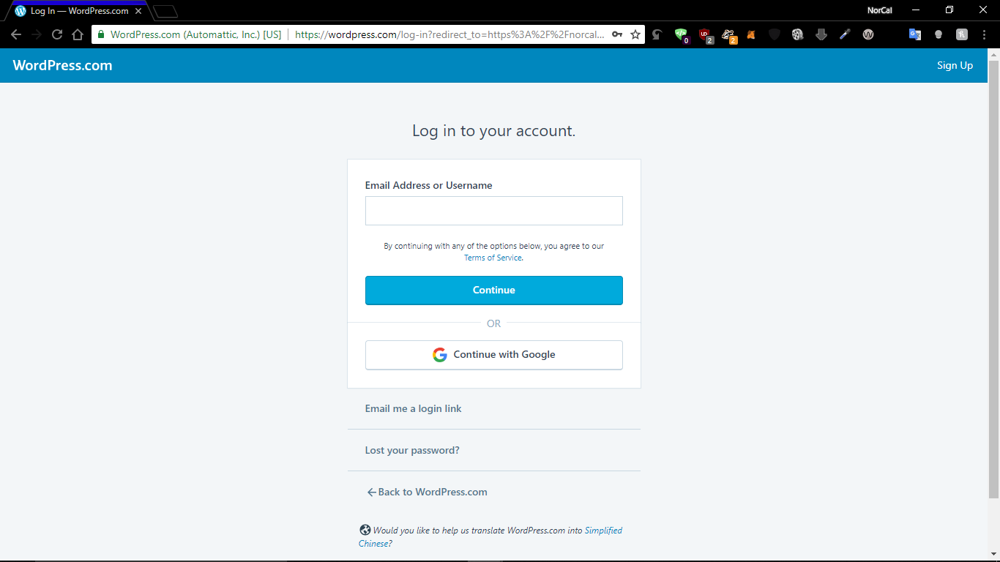 Log In — WordPress.com
NorCal
WordPress.com (Automattic, Inc.) [US]
https://wordpress.com/log-in?redirect_to=https%3A%2F%2Fnorcal...
0
2
2
WordPress.com
Sign Up
Log in to your account.
Email Address or Username
By continuing with any of the options below, you agree to our
Terms of Service.
Continue
OR
Continue with Google
Email me a login link
Lost your password?
Back to WordPress.com
Would you like to help us translate WordPress.com into Simplified
Chinese?